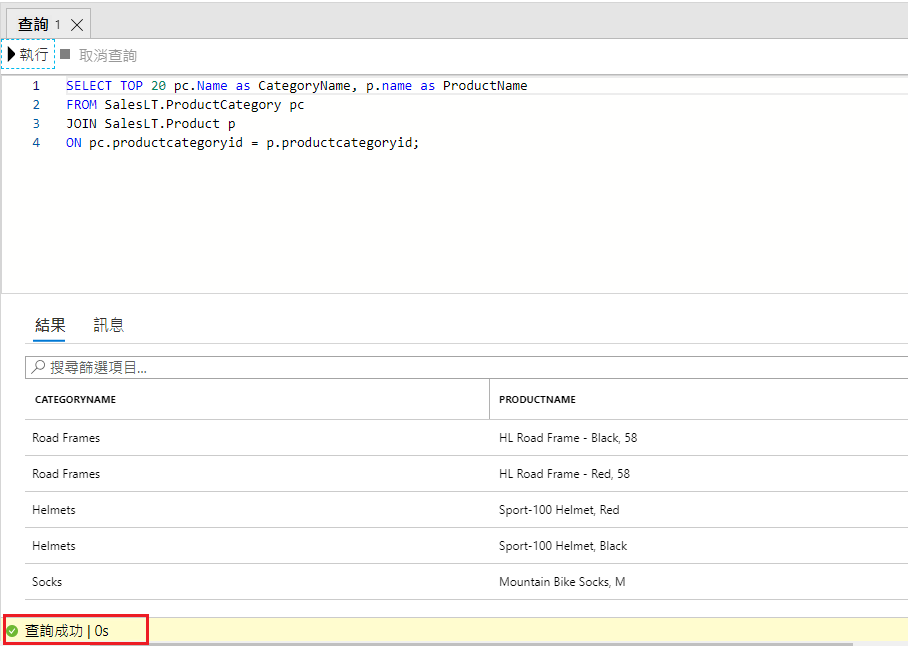 查詢 1
執行 取消查詢
1 SELECT TOP 20 pc.Name as CategoryName, p.name as ProductName
2 FROM SalesLT.ProductCategory pc
3 JOIN SalesLT.Product p
4 ON pc.productcategoryid = p.productcategoryid;
結果 訊息
搜尋篩選項目...
CATEGORYNAME PRODUCTNAME
Road Frames HL Road Frame - Black, 58
Road Frames HL Road Frame - Red, 58
Helmets Sport-100 Helmet, Red
Helmets Sport-100 Helmet, Black
Socks Mountain Bike Socks, M
查詢成功 | 0s